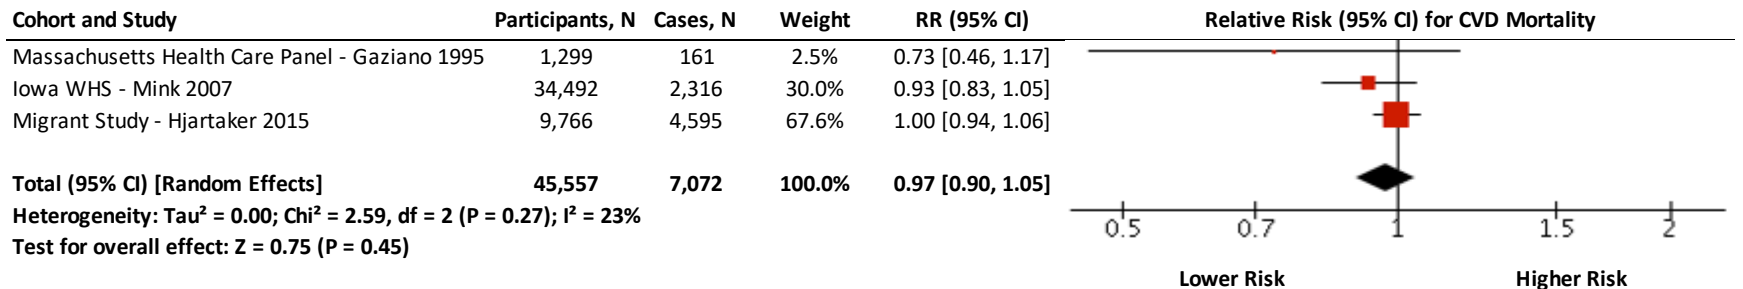 Cohort and Study Participants, N Cases, N Weight RR (95% CI) Relative Risk (95% CI) for CVD Mortality
Massachusetts Health Care Panel - Gaziano 1995 1,299 161 2.5% 0.73 [0.46, 1.17]
Iowa WHS - Mink 2007 34,492 2,316 30.0% 0.93 [0.83, 1.05]
Migrant Study - Hjartaker 2015 9,766 4,595 67.6% 1.00 [0.94, 1.06]
Total (95% CI) [Random Effects] 45,557 7,072 100.0% 0.97 [0.90, 1.05]
Heterogeneity: Tau² = 0.00; Chi² = 2.59, df = 2 (P = 0.27); I² = 23%
0.5 0.7 1 1.5 2
Test for overall effect: Z = 0.75 (P = 0.45)
Lower Risk Higher Risk